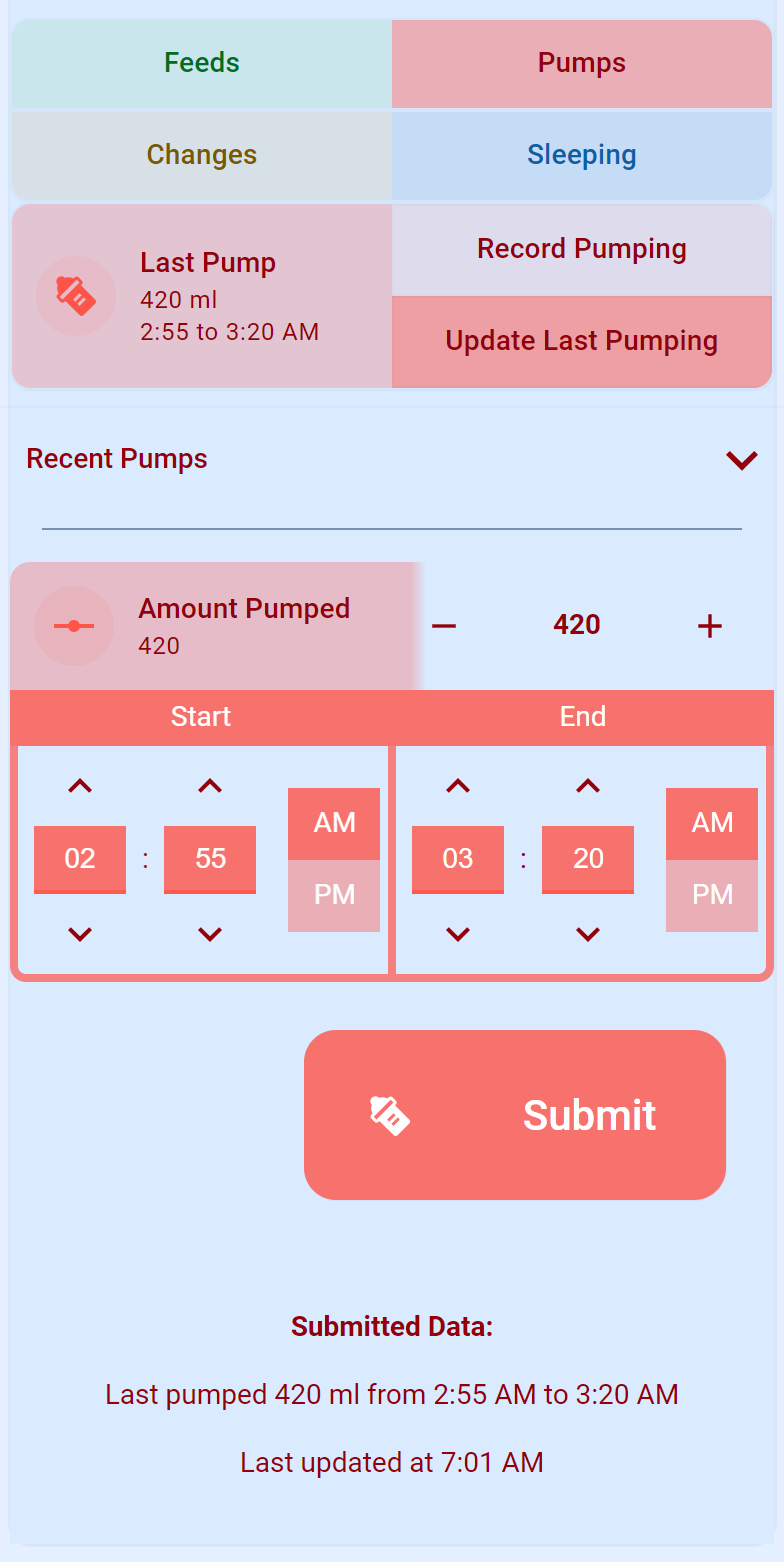 Feeds
Pumps
Changes
Sleeping
Last Pump
420 ml
2:55 to 3:20 AM
Record Pumping
Update Last Pumping
Recent Pumps
Amount Pumped
420
420
Start
End
02 : 55
AM
PM
03 : 20
AM
PM
Submit
Submitted Data:
Last pumped 420 ml from 2:55 AM to 3:20 AM
Last updated at 7:01 AM